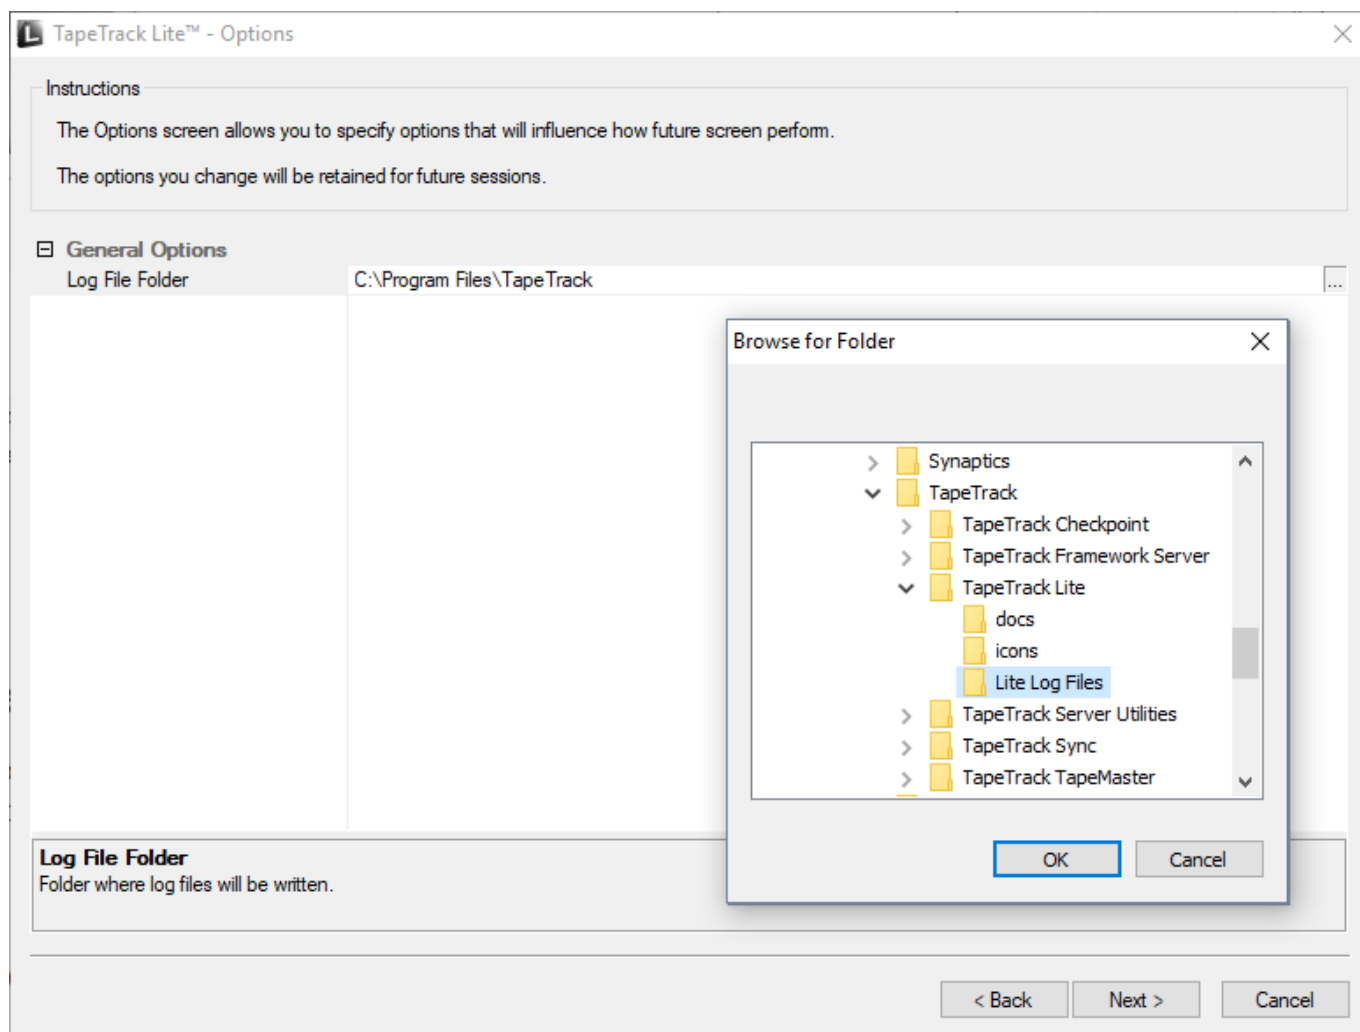 TapeTrack Lite™ - Options
Instructions
The Options screen allows you to specify options that will influence how future screen perform.
The options you change will be retained for future sessions.
General Options
Log File Folder C:\Program Files\TapeTrack ...
Browse for Folder
Synaptics
TapeTrack
TapeTrack Checkpoint
TapeTrack Framework Server
TapeTrack Lite
docs
icons
Lite Log Files
TapeTrack Server Utilities
TapeTrack Sync
TapeTrack TapeMaster
OK Cancel
Log File Folder
Folder where log files will be written.
< Back Next > Cancel